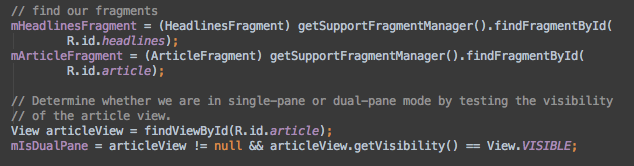 // find our fragments
mHeadlinesFragment = (HeadlinesFragment) getSupportFragmentManager().findFragmentById(
R.id.headlines);
mArticleFragment = (ArticleFragment) getSupportFragmentManager().findFragmentById(
R.id.article);
// Determine whether we are in single-pane or dual-pane mode by testing the visibility
// of the article view.
View articleView = findViewById(R.id.article);
mIsDualPane = articleView != null && articleView.getVisibility() == View.VISIBLE;